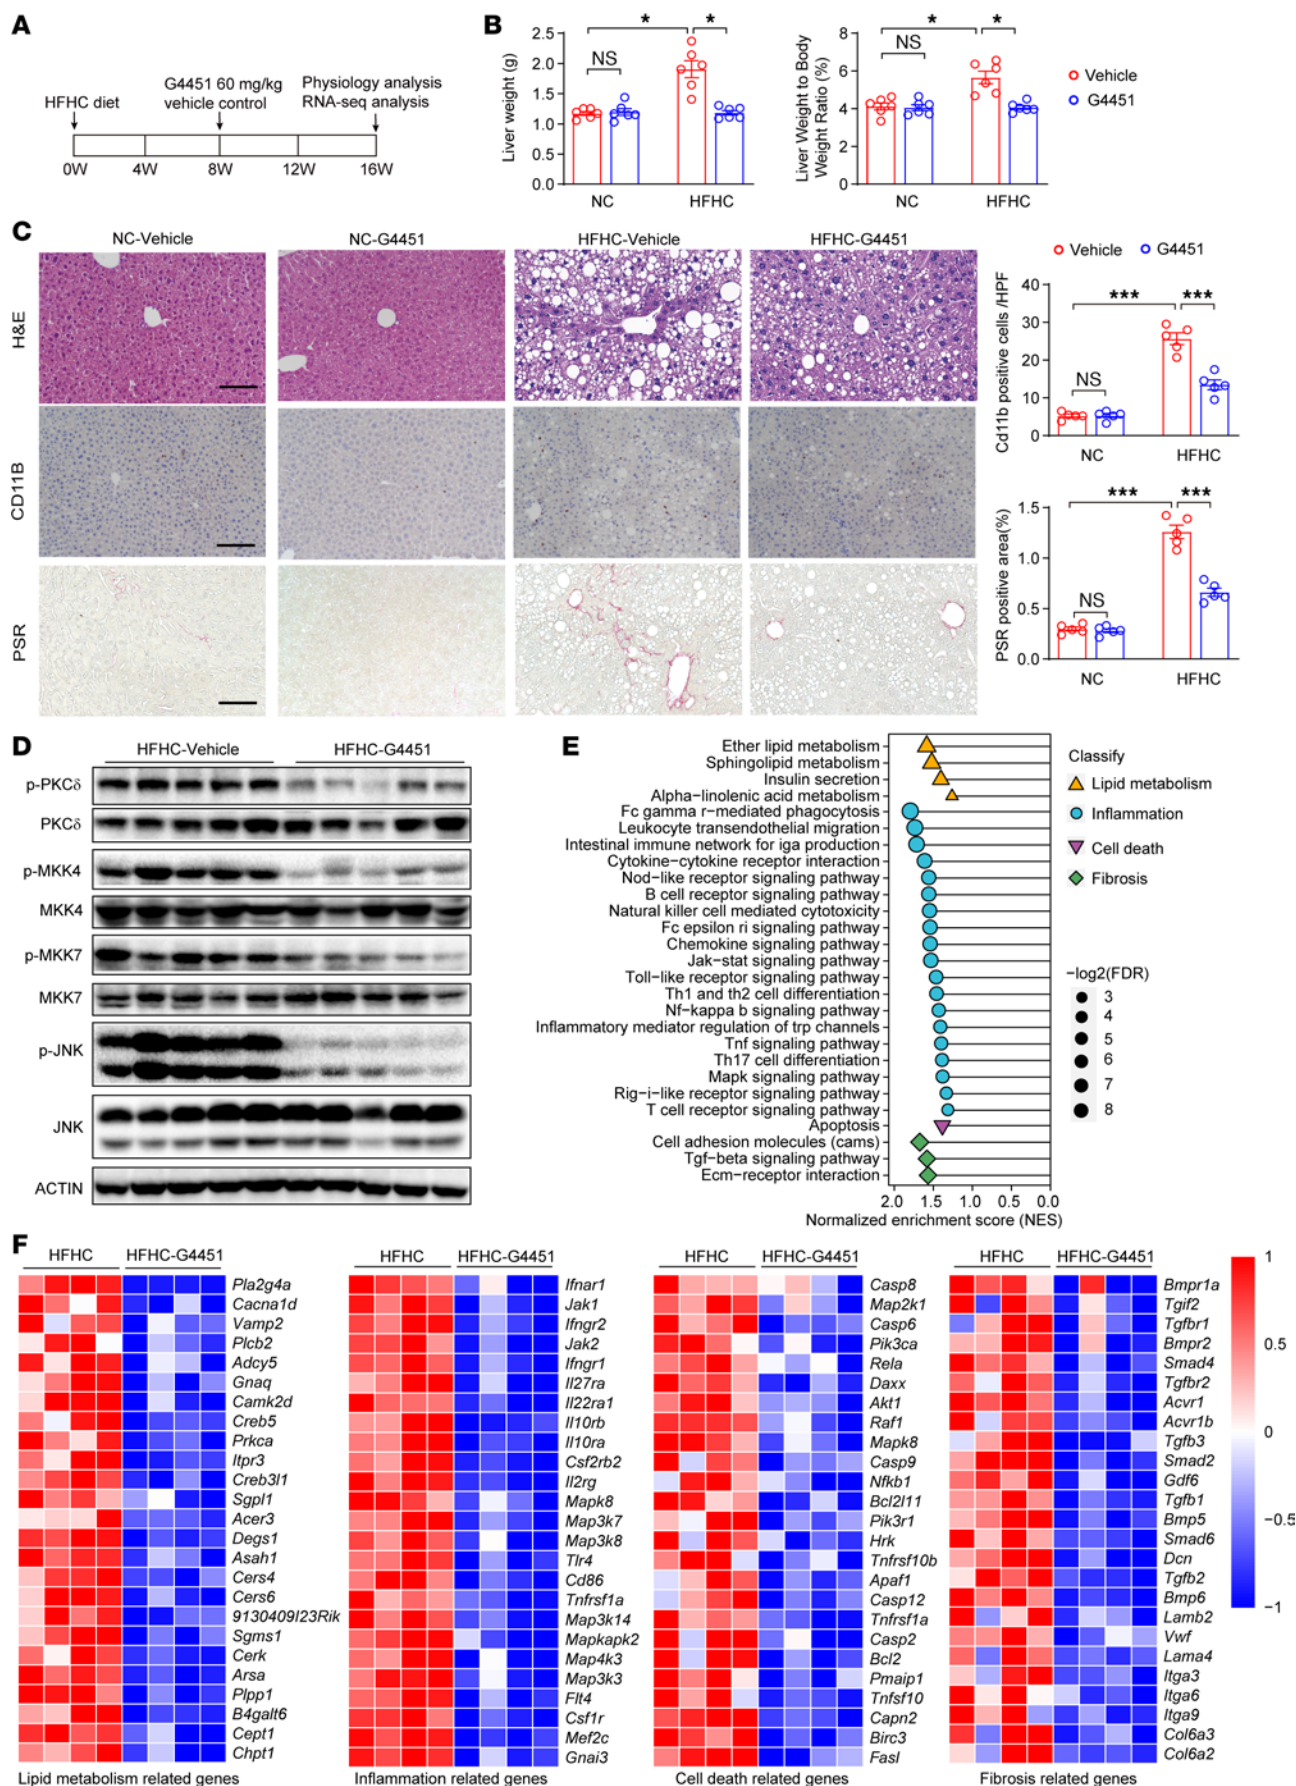 A
HFHC diet
G4451 60 mg/kg
vehicle control
Physiology analysis
RNA-seq analysis
0W 4W 8W 12W 16W
B
Liver weight (g)
2.5
2.0
1.5
1.0
0.5
0.0
NS * *
NC HFHC
Liver Weight to Body
Weight Ratio (%)
8
6
4
2
0
NS * *
NC HFHC
Vehicle
G4451
C
NC-Vehicle NC-G4451 HFHC-Vehicle HFHC-G4451
H&E
CD11B
PSR
Vehicle G4451
Cd11b positive cells /HPF
40
30
20
10
0
NS *** ***
NC HFHC
PSR positive area(%)
1.5
1.0
0.5
0.0
NS *** ***
NC HFHC
D
HFHC-Vehicle HFHC-G4451
p-PKCδ
PKCδ
p-MKK4
MKK4
p-MKK7
MKK7
p-JNK
JNK
ACTIN
E
Ether lipid metabolism
Sphingolipid metabolism
Insulin secretion
Alpha−linolenic acid metabolism
Fc gamma r−mediated phagocytosis
Leukocyte transendothelial migration
Intestinal immune network for iga production
Cytokine−cytokine receptor interaction
Nod−like receptor signaling pathway
B cell receptor signaling pathway
Natural killer cell mediated cytotoxicity
Fc epsilon ri signaling pathway
Chemokine signaling pathway
Jak−stat signaling pathway
Toll−like receptor signaling pathway
Th1 and th2 cell differentiation
Nf−kappa b signaling pathway
Inflammatory mediator regulation of trp channels
Tnf signaling pathway
Th17 cell differentiation
Mapk signaling pathway
Rig−i−like receptor signaling pathway
T cell receptor signaling pathway
Apoptosis
Cell adhesion molecules (cams)
Tgf−beta signaling pathway
Ecm−receptor interaction
2.0 1.5 1.0 0.5 0.0
Normalized enrichment score (NES)
Classify
Lipid metabolism
Inflammation
Cell death
Fibrosis
−log2(FDR)
3
4
5
6
7
8
F
HFHC HFHC-G4451
Pla2g4a
Cacna1d
Vamp2
Plcb2
Adcy5
Gnaq
Camk2d
Creb5
Prkca
Itpr3
Creb3l1
Sgpl1
Acer3
Degs1
Asah1
Cers4
Cers6
9130409I23Rik
Sgms1
Cerk
Arsa
Plpp1
B4galt6
Cept1
Chpt1
Lipid metabolism related genes
HFHC HFHC-G4451
Ifnar1
Jak1
Ifngr2
Jak2
Ifngr1
Il27ra
Il22ra1
Il10rb
Il10ra
Csf2rb2
Il2rg
Mapk8
Map3k7
Map3k8
Tlr4
Cd86
Tnfrsf1a
Map3k14
Mapkapk2
Map4k3
Map3k3
Flt4
Csf1r
Mef2c
Gnai3
Inflammation related genes
HFHC HFHC-G4451
Casp8
Map2k1
Casp6
Pik3ca
Rela
Daxx
Akt1
Raf1
Mapk8
Casp9
Nfkb1
Bcl2l11
Pik3r1
Hrk
Tnfrsf10b
Apaf1
Casp12
Tnfrsf1a
Casp2
Bcl2
Pmaip1
Tnfsf10
Capn2
Birc3
Fasl
Cell death related genes
HFHC HFHC-G4451
Bmpr1a
Tgif2
Tgfbr1
Bmpr2
Smad4
Tgfbr2
Acvr1
Acvr1b
Tgfb3
Smad2
Gdf6
Tgfb1
Bmp5
Smad6
Dcn
Tgfb2
Bmp6
Lamb2
Vwf
Lama4
Itga3
Itga6
Itga9
Col6a3
Col6a2
Fibrosis related genes
1
0.5
0
−0.5
−1